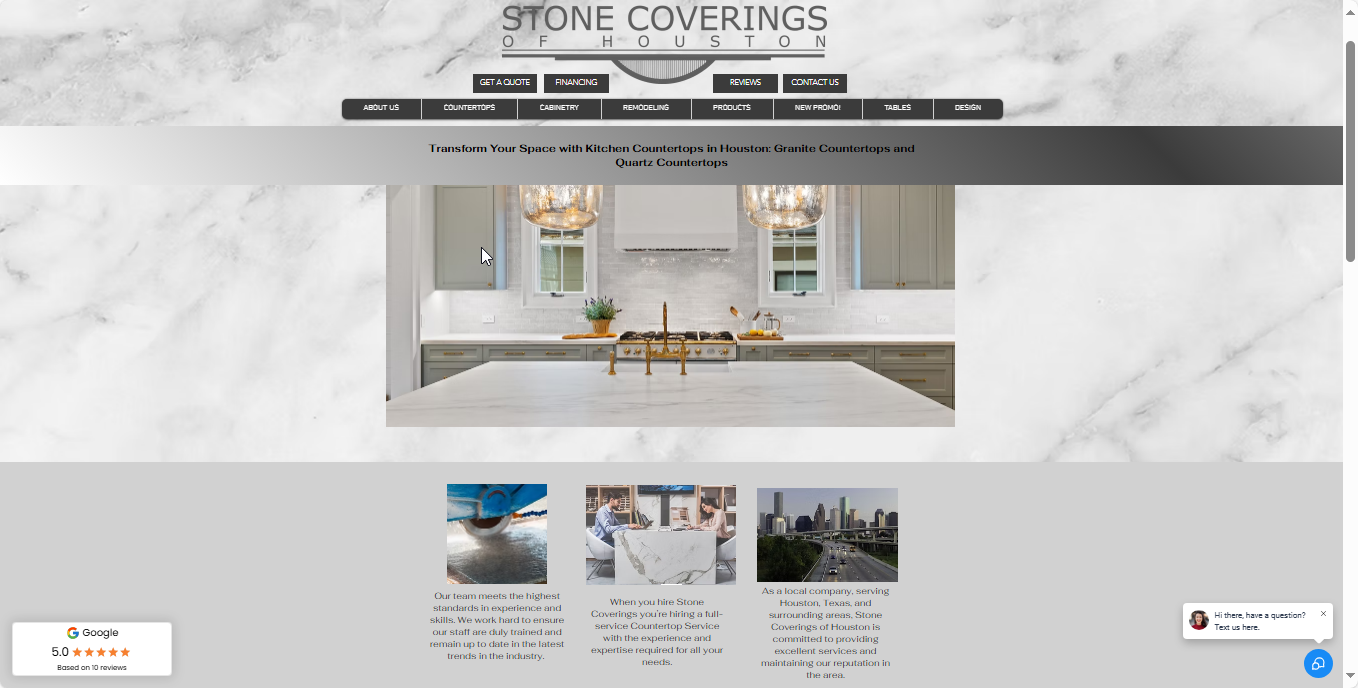 STONE COVERINGS
OF HOUSTON
GET A QUOTE
FINANCING
REVIEWS
CONTACT US
ABOUT US
COUNTERTOPS
CABINETRY
REMODELING
PRODUCTS
NEW PROMO!
TABLES
DESIGN
Transform Your Space with Kitchen Countertops in Houston: Granite Countertops and
Quartz Countertops
Our team meets the highest
standards in experience and
skills. We work hard to ensure
our staff are duly trained and
remain up to date in the latest
trends in the industry.
When you hire Stone
Coverings you're hiring a full-
service Countertop Service
with the experience and
expertise required for all your
needs.
As a local company, serving
Houston, Texas, and
surrounding areas, Stone
Coverings of Houston is
committed to providing
excellent services and
maintaining our reputation in
the area.
Google
5.0
Based on 10 reviews
Hi there, have a question?
Text us here.